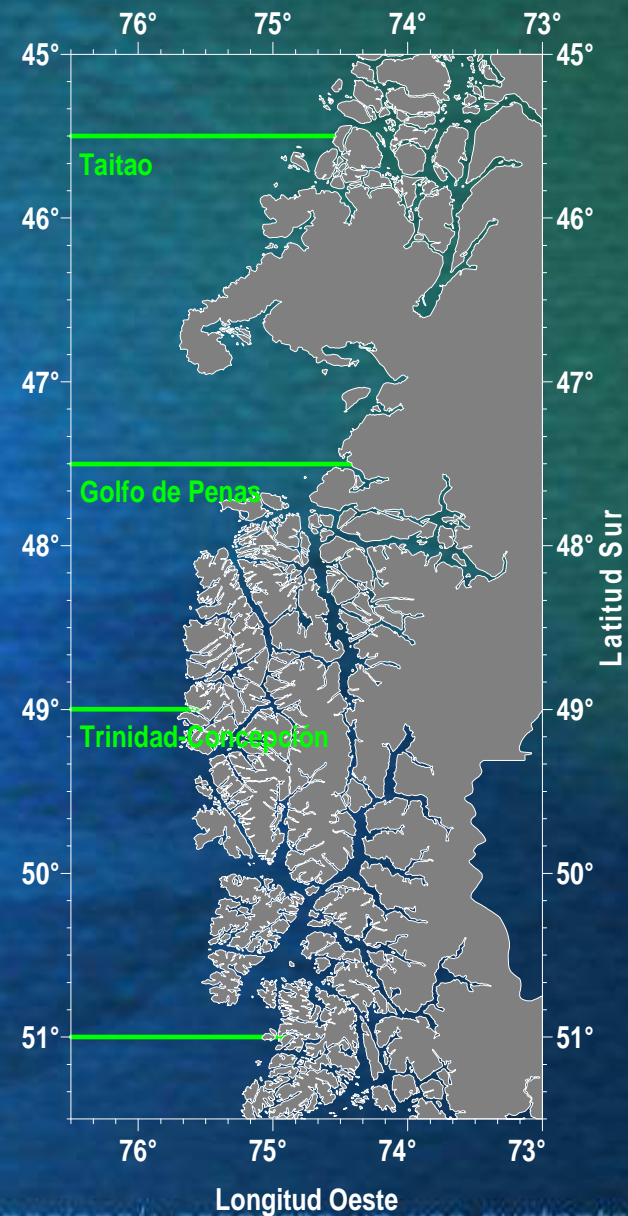 76° 75° 74° 73°
45° 45°
Taitao
46° 46°
47° 47°
Golfo de Penas
48° 48°
Latitud Sur
49° 49°
Trinidad-Concepción
50° 50°
51° 51°
76° 75° 74° 73°
Longitud Oeste